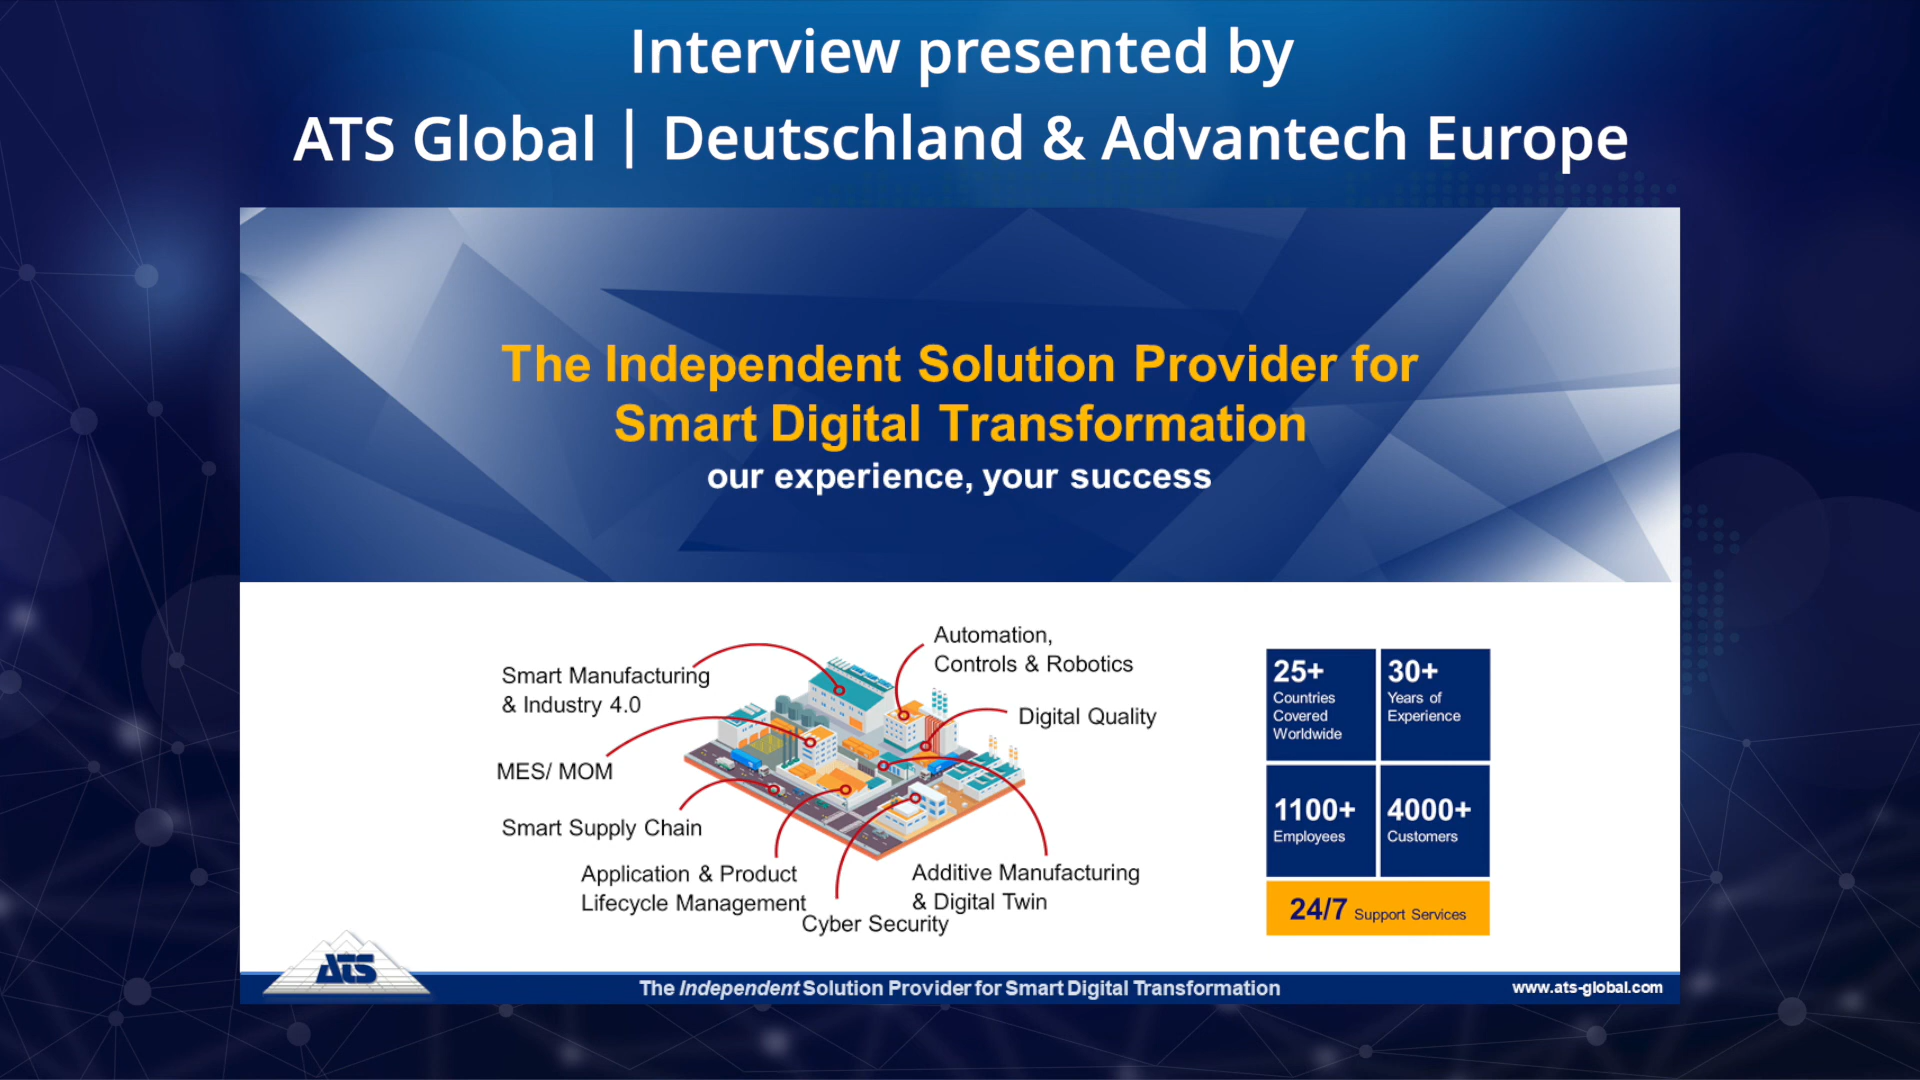 Interview presented by
ATS Global | Deutschland & Advantech Europe
The Independent Solution Provider for
Smart Digital Transformation
our experience, your success
Smart Manufacturing
& Industry 4.0
MES/ MOM
Smart Supply Chain
Application & Product
Lifecycle Management
Cyber Security
Automation,
Controls & Robotics
Digital Quality
Additive Manufacturing
& Digital Twin
25+
Countries
Covered
Worldwide
30+
Years of
Experience
1100+
Employees
4000+
Customers
24/7 Support Services
ATS
The Independent Solution Provider for Smart Digital Transformation
www.ats-global.com